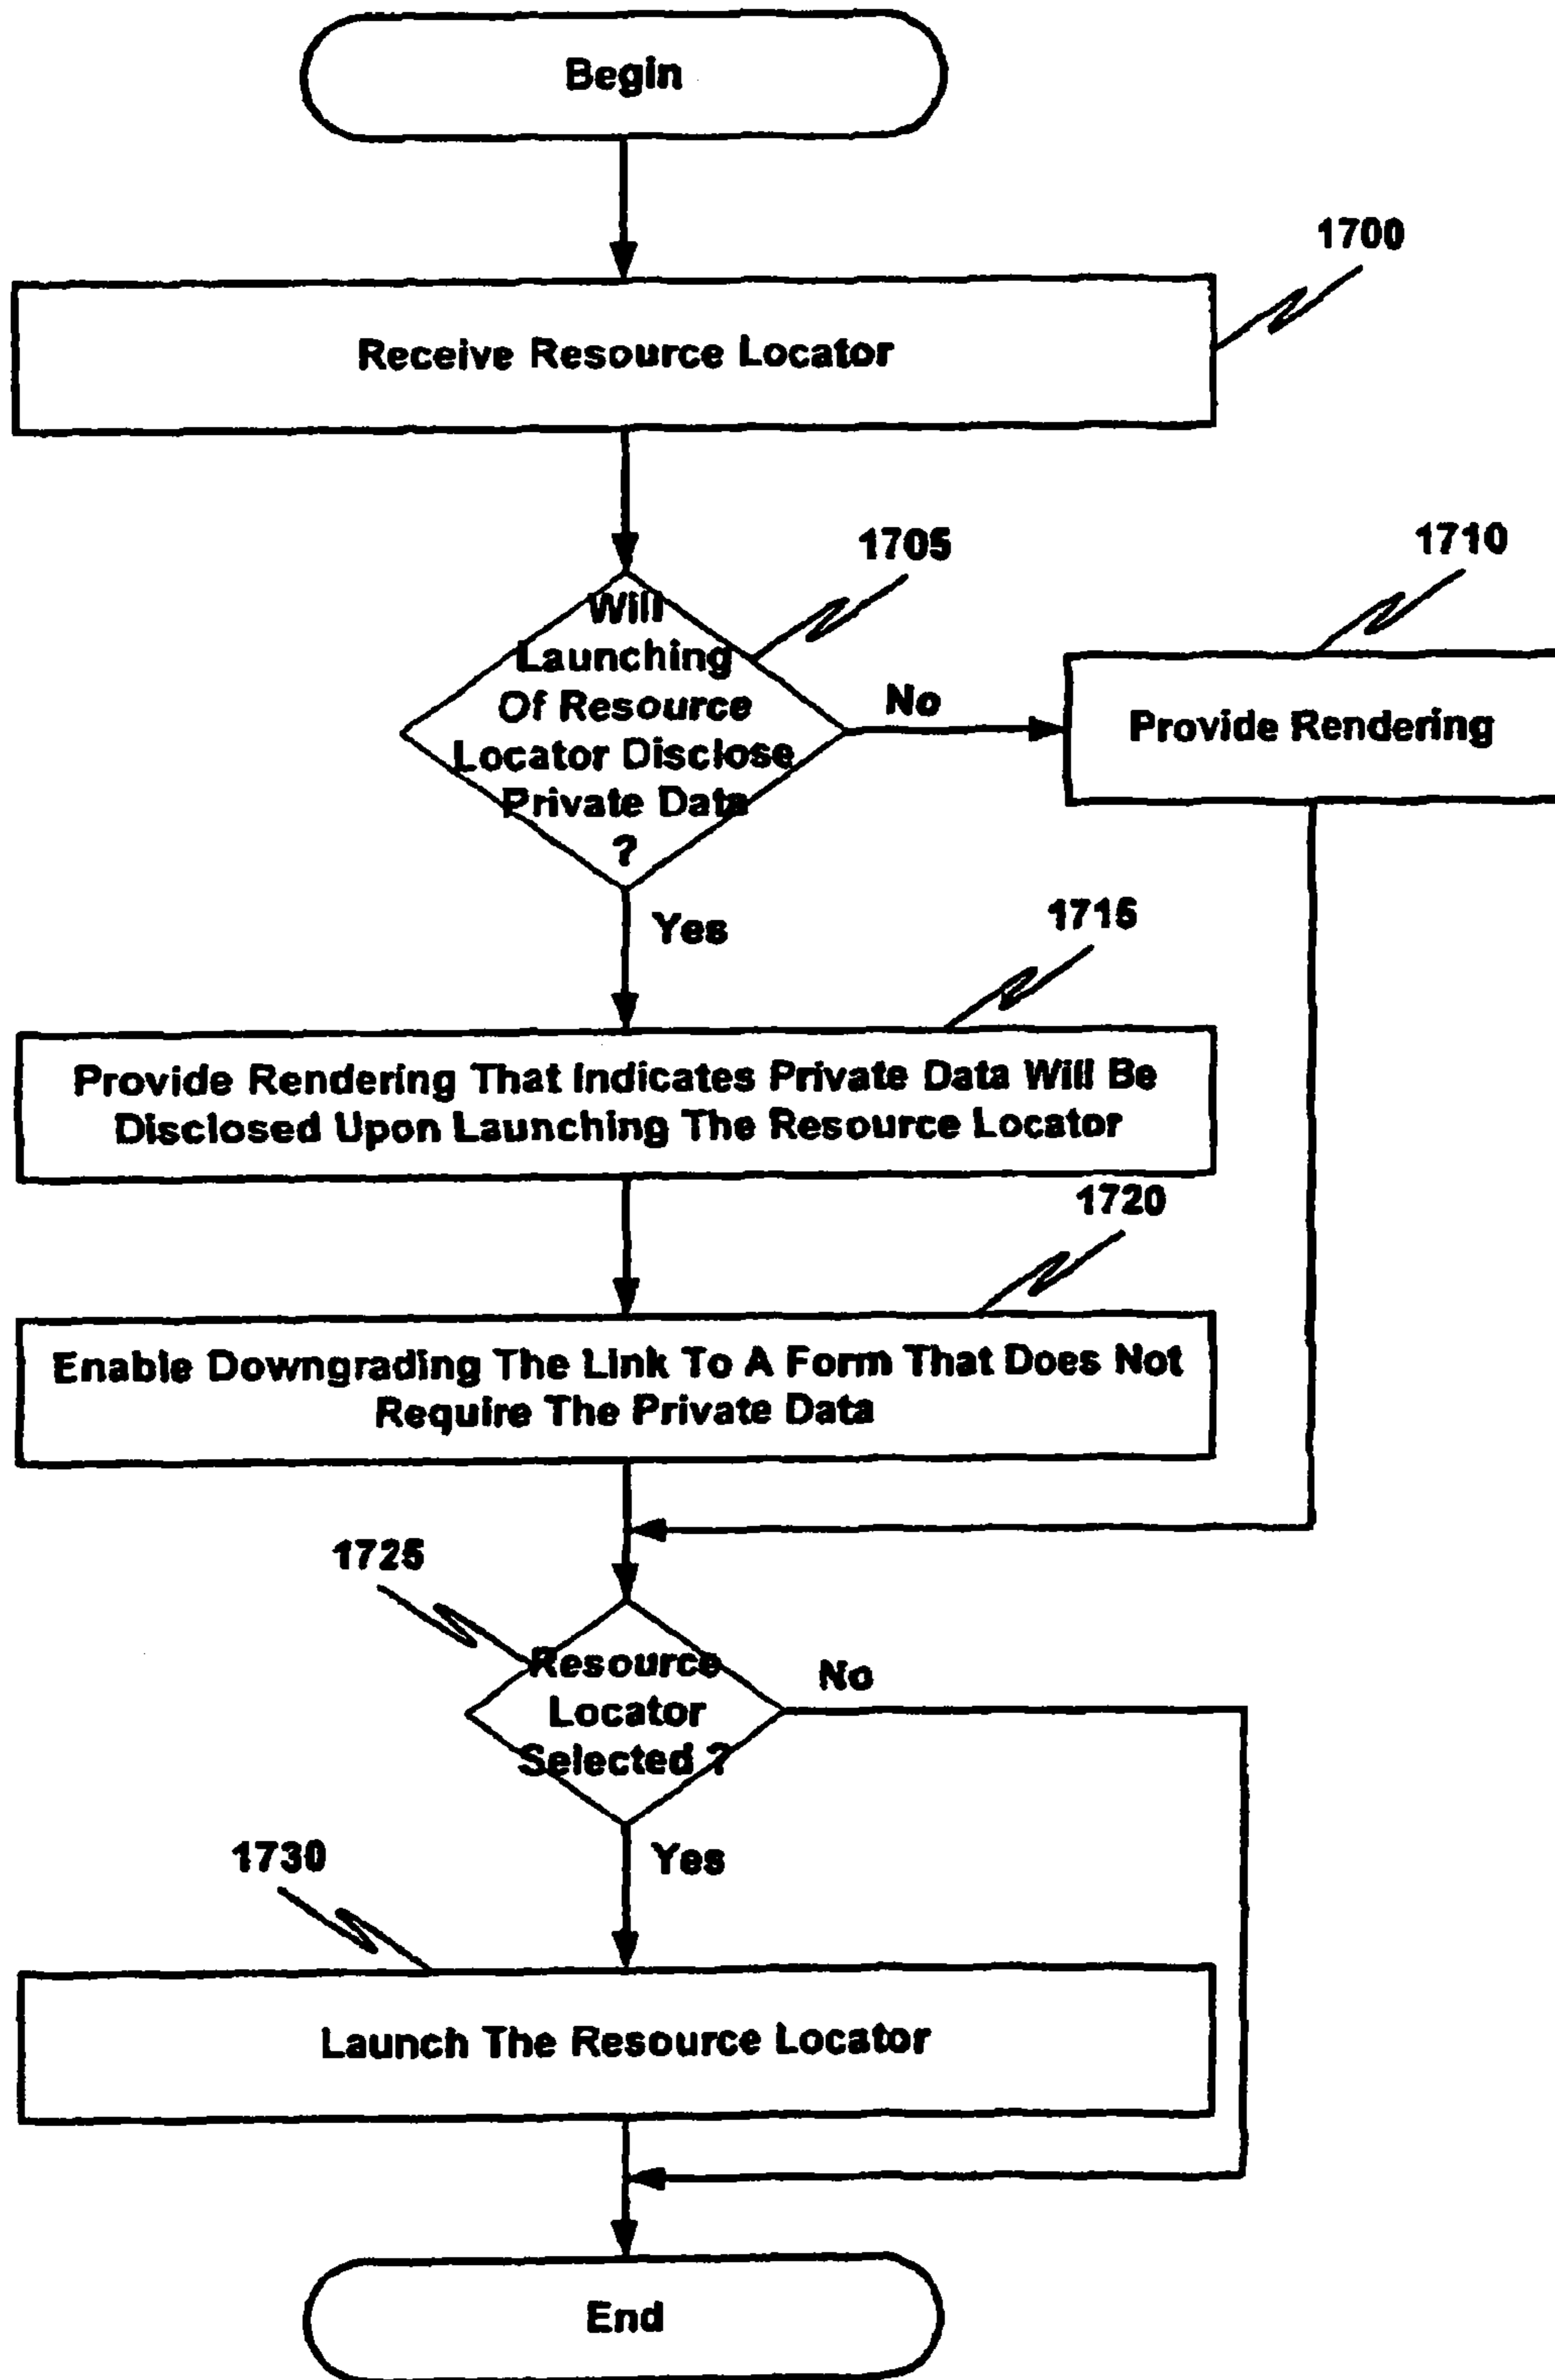 Begin
1700
Receive Resource Locator
1705
1710
Will
Launching
Of Resource
Locator Disclose
Private Data
?
No
Provide Rendering
Yes
1715
Provide Rendering That Indicates Private Data Will Be
Disclosed Upon Launching The Resource Locator
1720
Enable Downgrading The Link To A Form That Does Not
Require The Private Data
1725
Resource
Locator
Selected ?
No
1730
Yes
Launch The Resource Locator
End